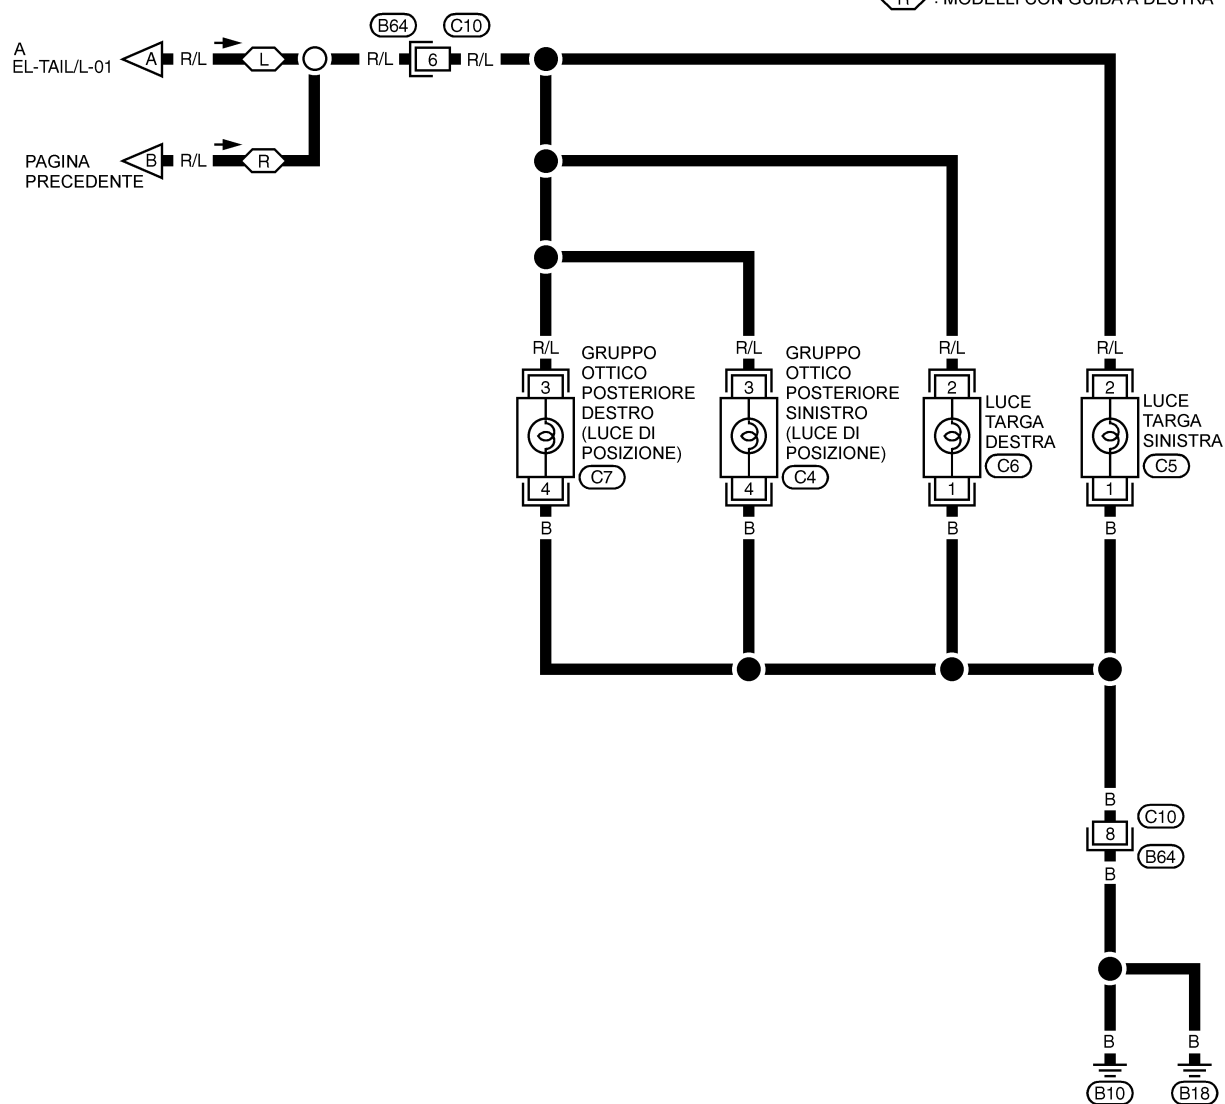 : MODELLI CON GUIDA A DESTRA
B64
C10
A
EL-TAIL/L-01
A
R/L
L
R/L
6
R/L
PAGINA
PRECEDENTE
B
R/L
R
R/L
R/L
R/L
R/L
3
GRUPPO
OTTICO
POSTERIORE
DESTRO
(LUCE DI
POSIZIONE)
C7
4
B
3
GRUPPO
OTTICO
POSTERIORE
SINISTRO
(LUCE DI
POSIZIONE)
C4
4
B
2
LUCE
TARGA
DESTRA
C6
1
B
2
LUCE
TARGA
SINISTRA
C5
1
B
B
8
C10
B64
B
B
B
B10
B18